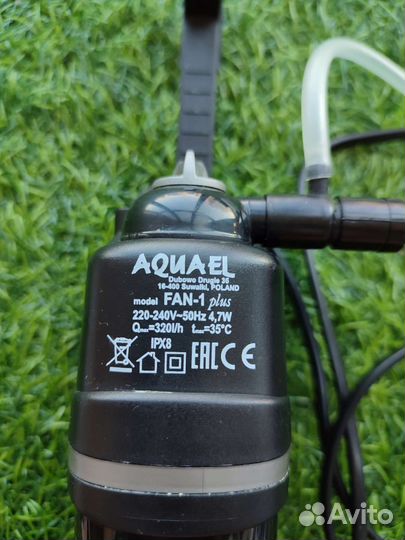 AQUAEL
Dubowo Drugie 35
16-400 Suwałki, POLAND
model FAN-1 plus
220-240V~50Hz 4,7W
Qmax=320l/h tmax=35°C
IPX8
EAC CE
Avito